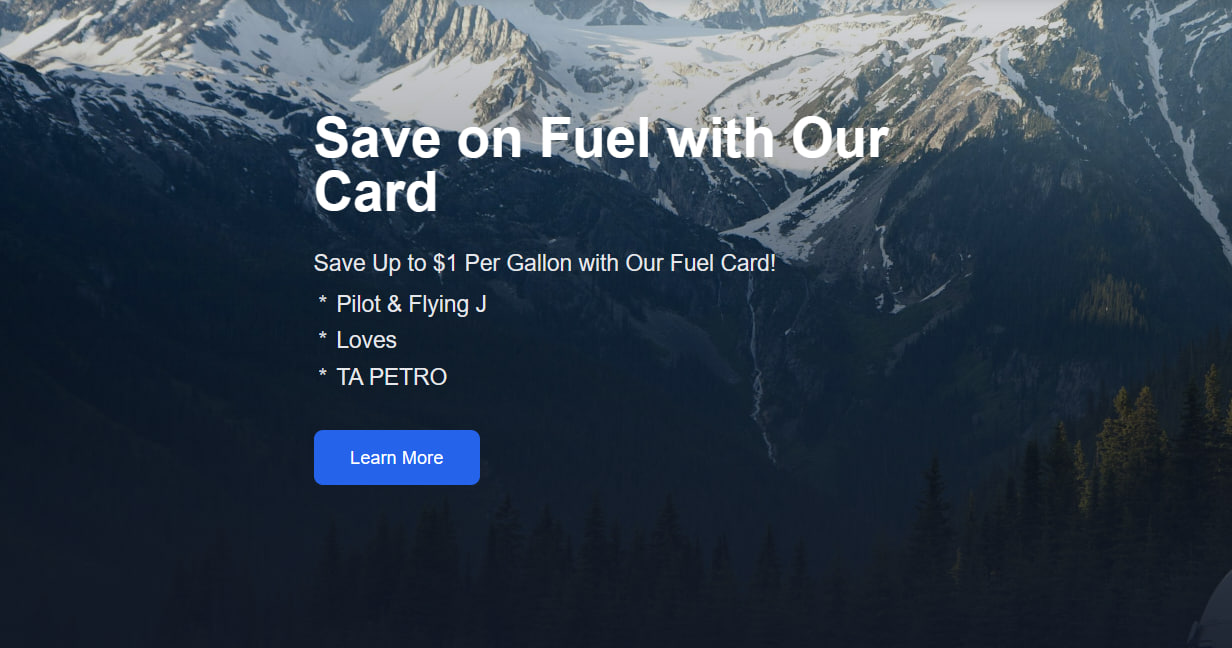 Save on Fuel with Our
Card
Save Up to $1 Per Gallon with Our Fuel Card!
* Pilot & Flying J
* Loves
* TA PETRO
Learn More